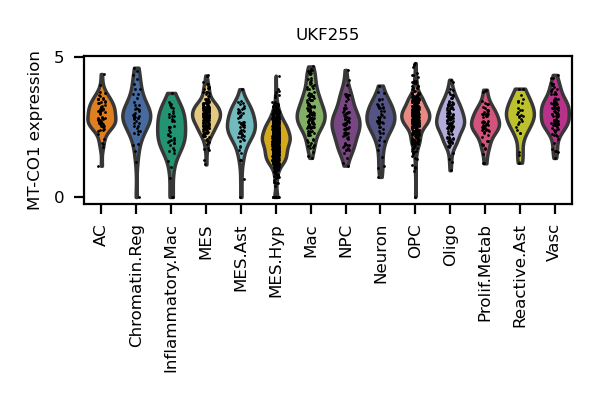 UKF255
MT-CO1 expression
5
0
AC
Chromatin.Reg
Inflammatory.Mac
MES
MES.Ast
MES.Hyp
Mac
NPC
Neuron
OPC
Oligo
Prolif.Metab
Reactive.Ast
Vasc